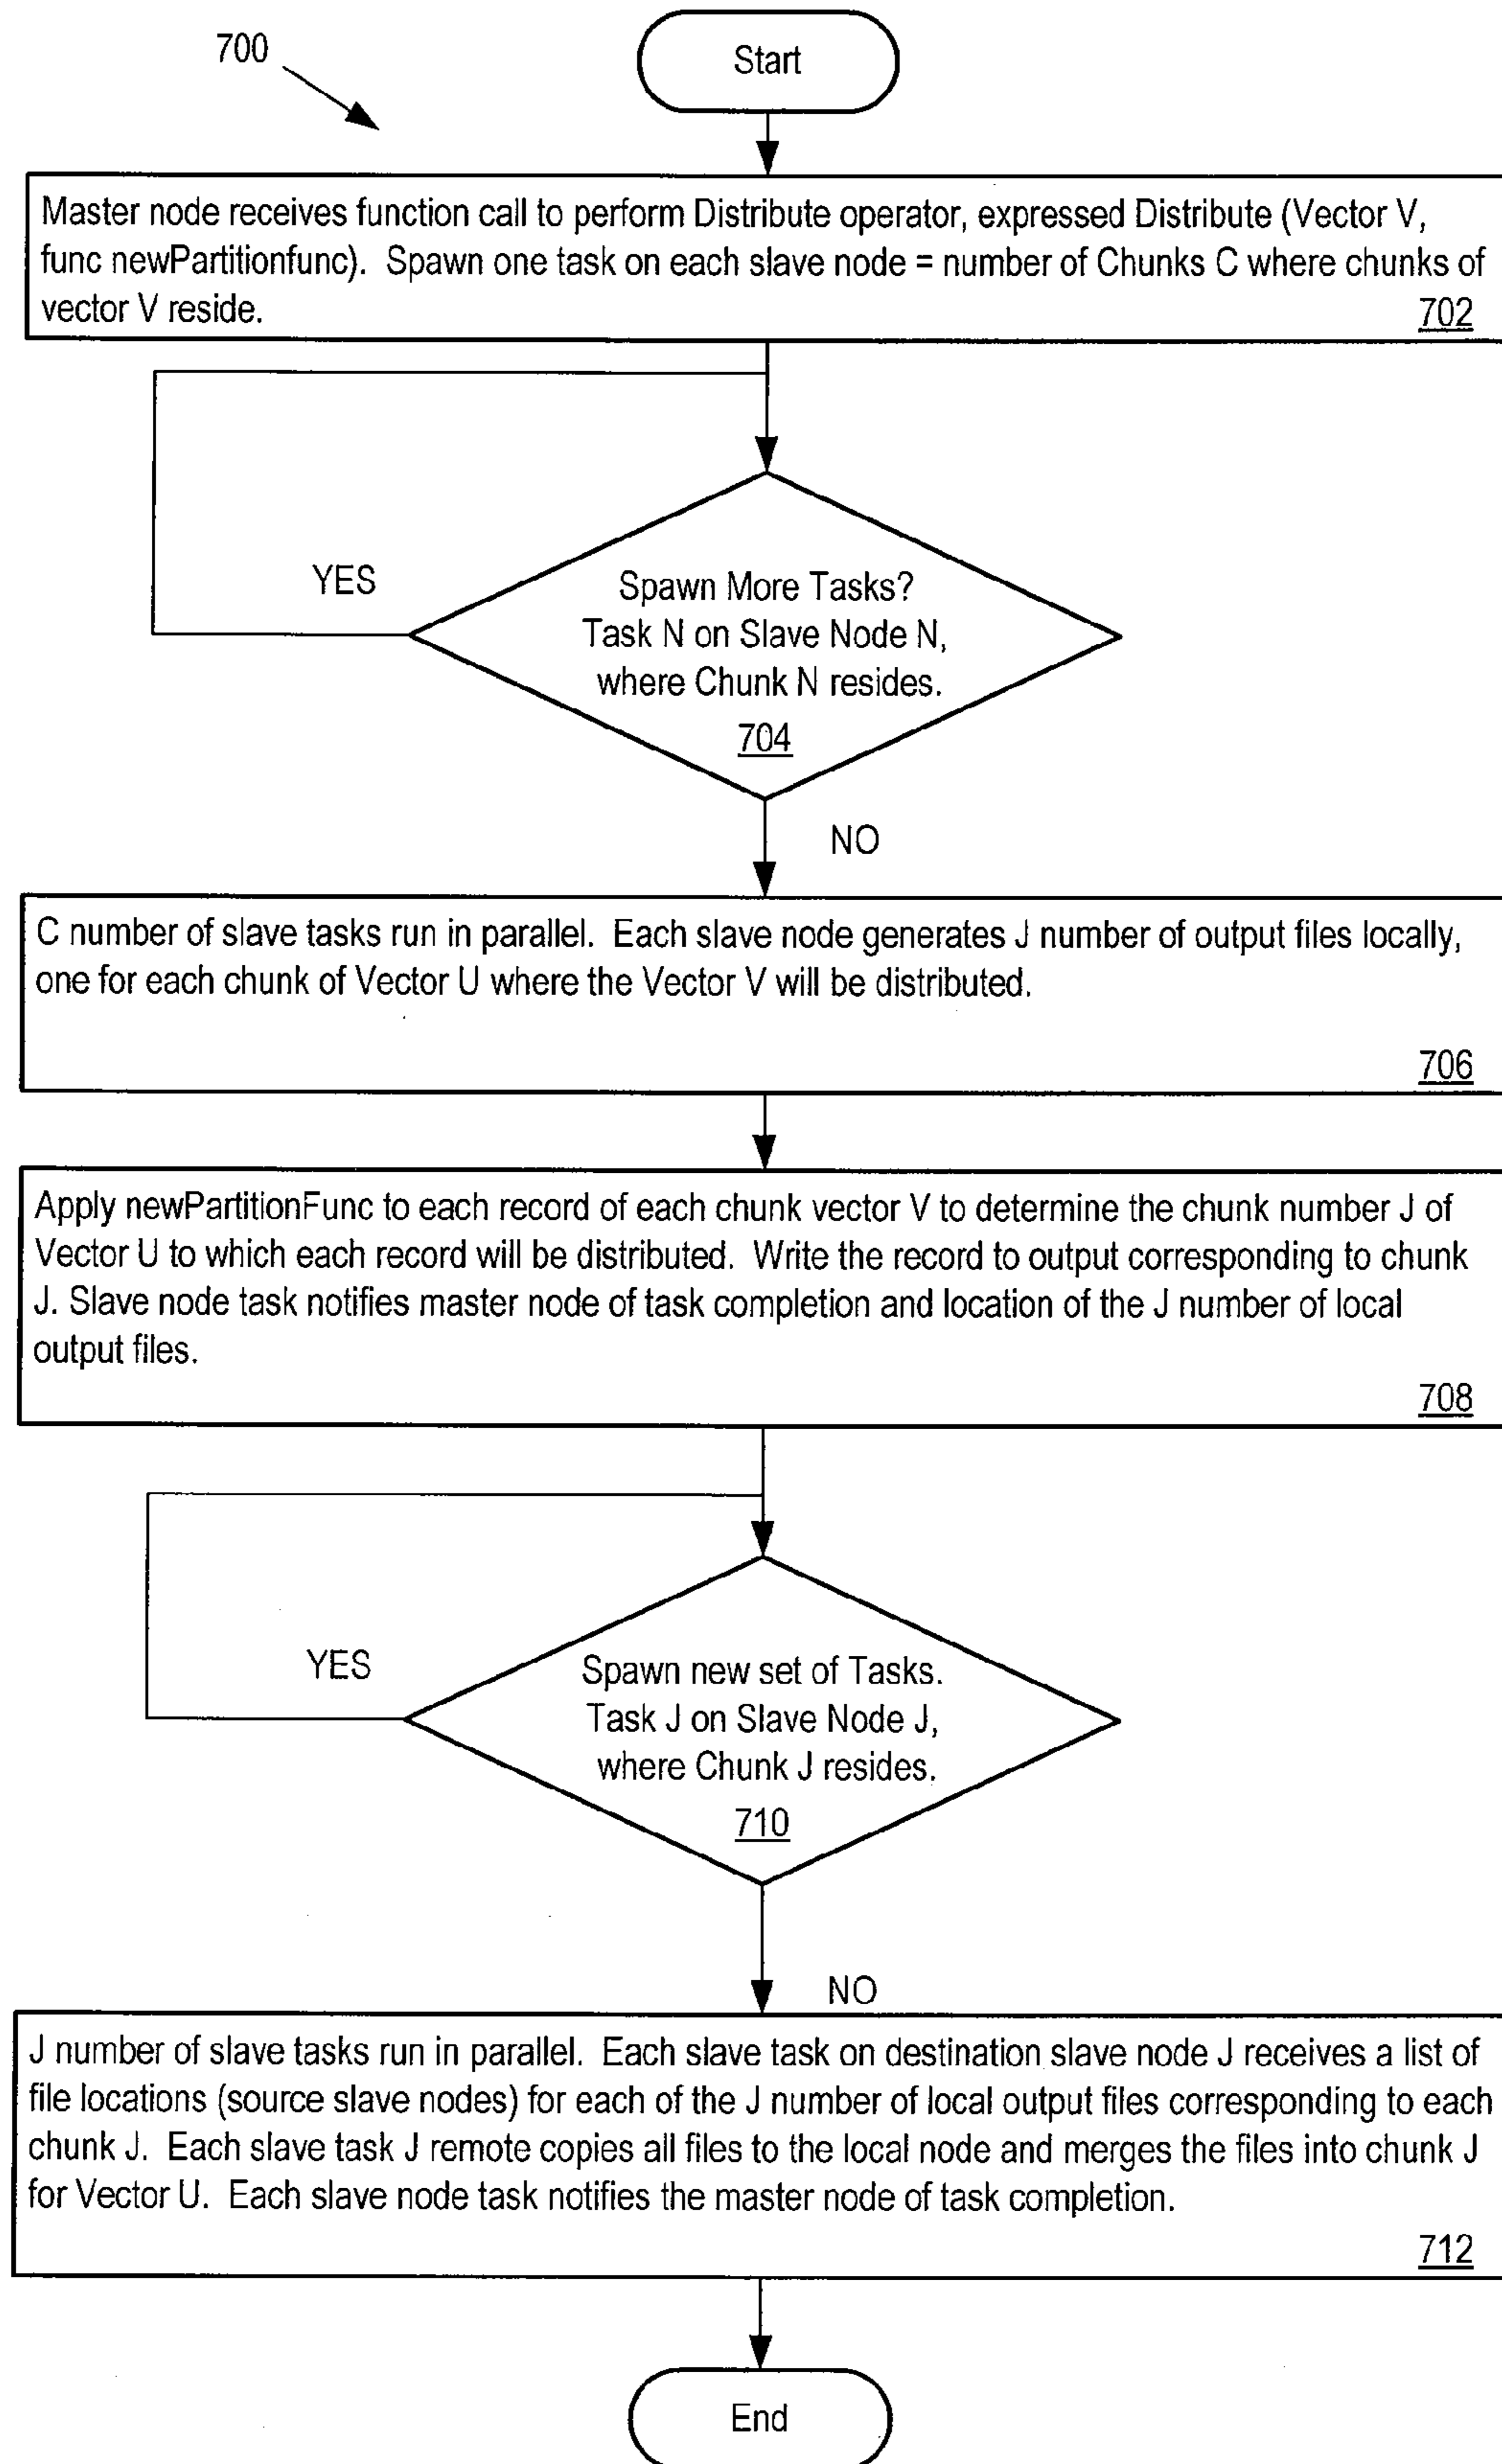 700
Start
Master node receives function call to perform Distribute operator, expressed Distribute (Vector V,
func newPartitionfunc). Spawn one task on each slave node = number of Chunks C where chunks of
vector V reside.
702
YES
Spawn More Tasks?
Task N on Slave Node N,
where Chunk N resides.
704
NO
C number of slave tasks run in parallel. Each slave node generates J number of output files locally,
one for each chunk of Vector U where the Vector V will be distributed.
706
Apply newPartitionFunc to each record of each chunk vector V to determine the chunk number J of
Vector U to which each record will be distributed. Write the record to output corresponding to chunk
J. Slave node task notifies master node of task completion and location of the J number of local
output files.
708
YES
Spawn new set of Tasks.
Task J on Slave Node J,
where Chunk J resides.
710
NO
J number of slave tasks run in parallel. Each slave task on destination slave node J receives a list of
file locations (source slave nodes) for each of the J number of local output files corresponding to each
chunk J. Each slave task J remote copies all files to the local node and merges the files into chunk J
for Vector U. Each slave node task notifies the master node of task completion.
712
End